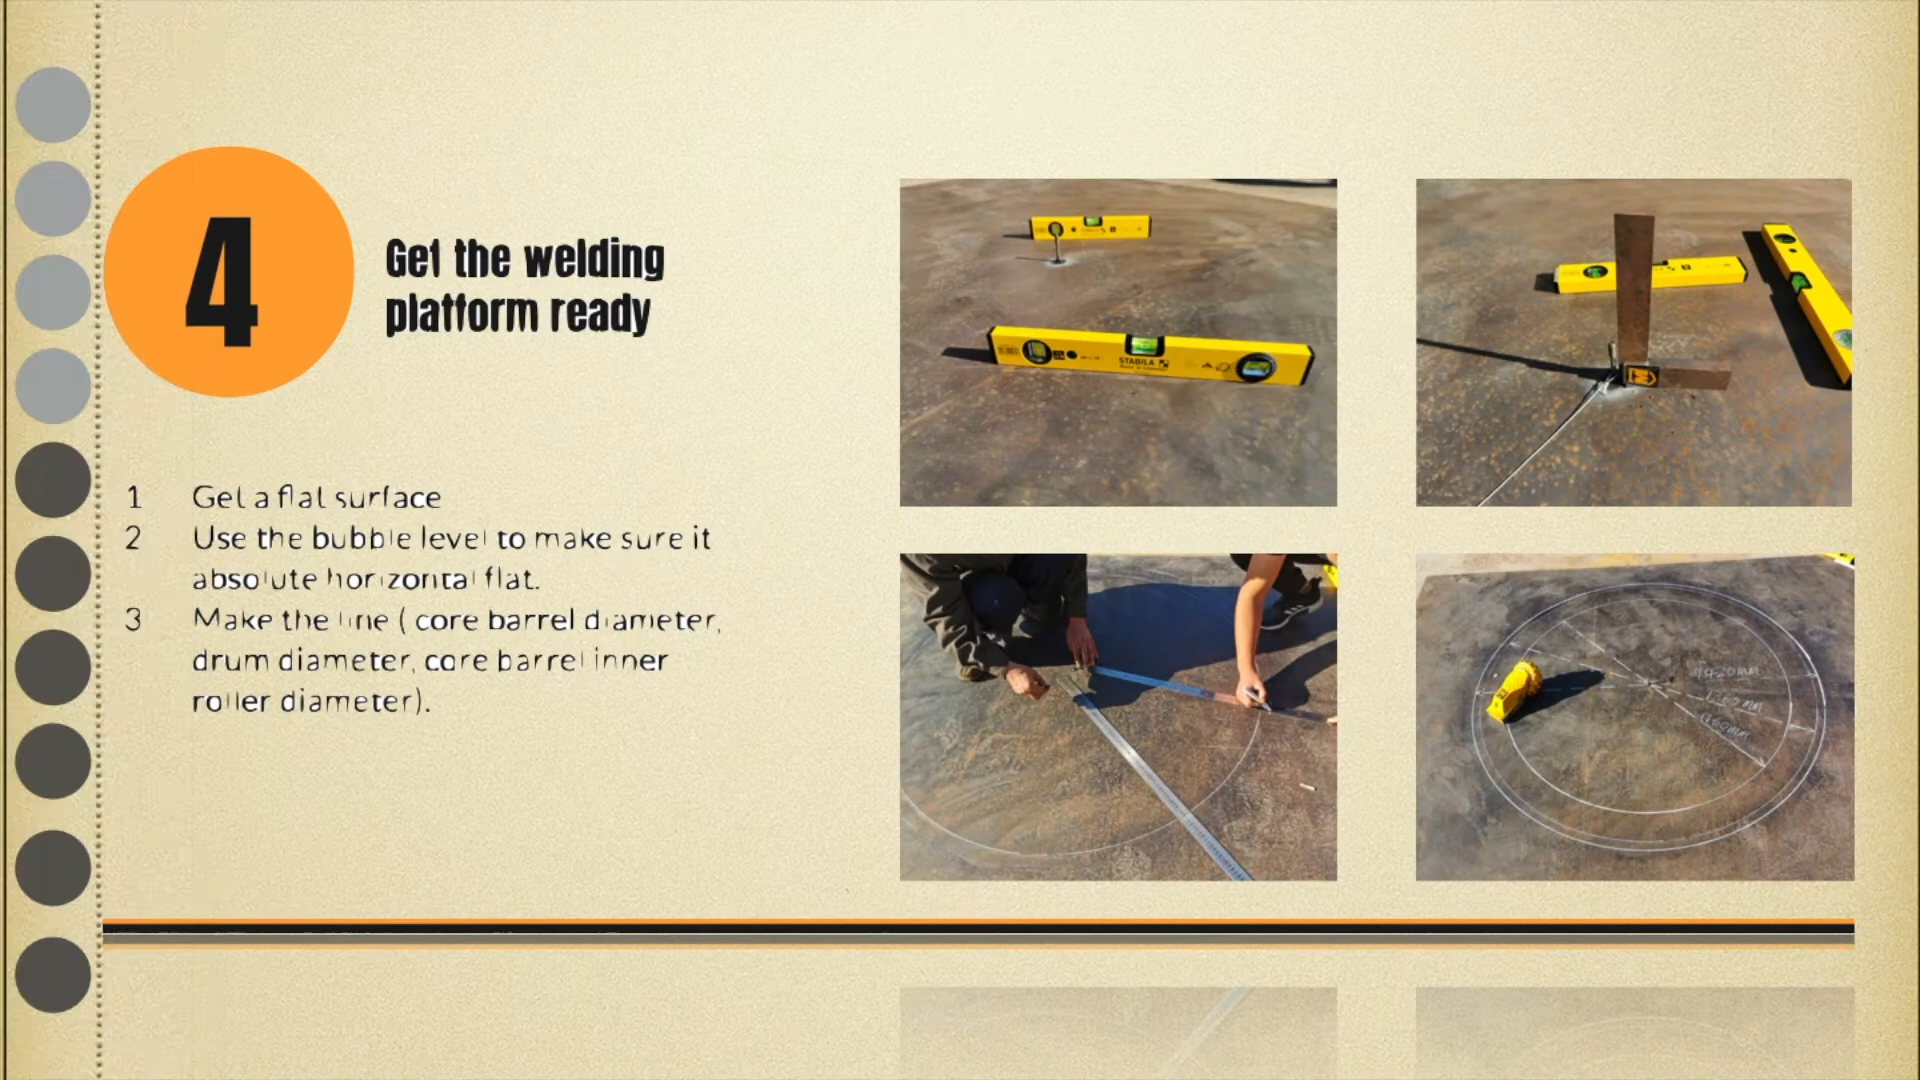 4
Get the welding
platform ready
1 Get a flat surface
2 Use the bubble level to make sure it
absolute horizontal flat.
3 Make the line ( core barrel diameter,
drum diameter, core barrel inner
roller diameter).
STABILA